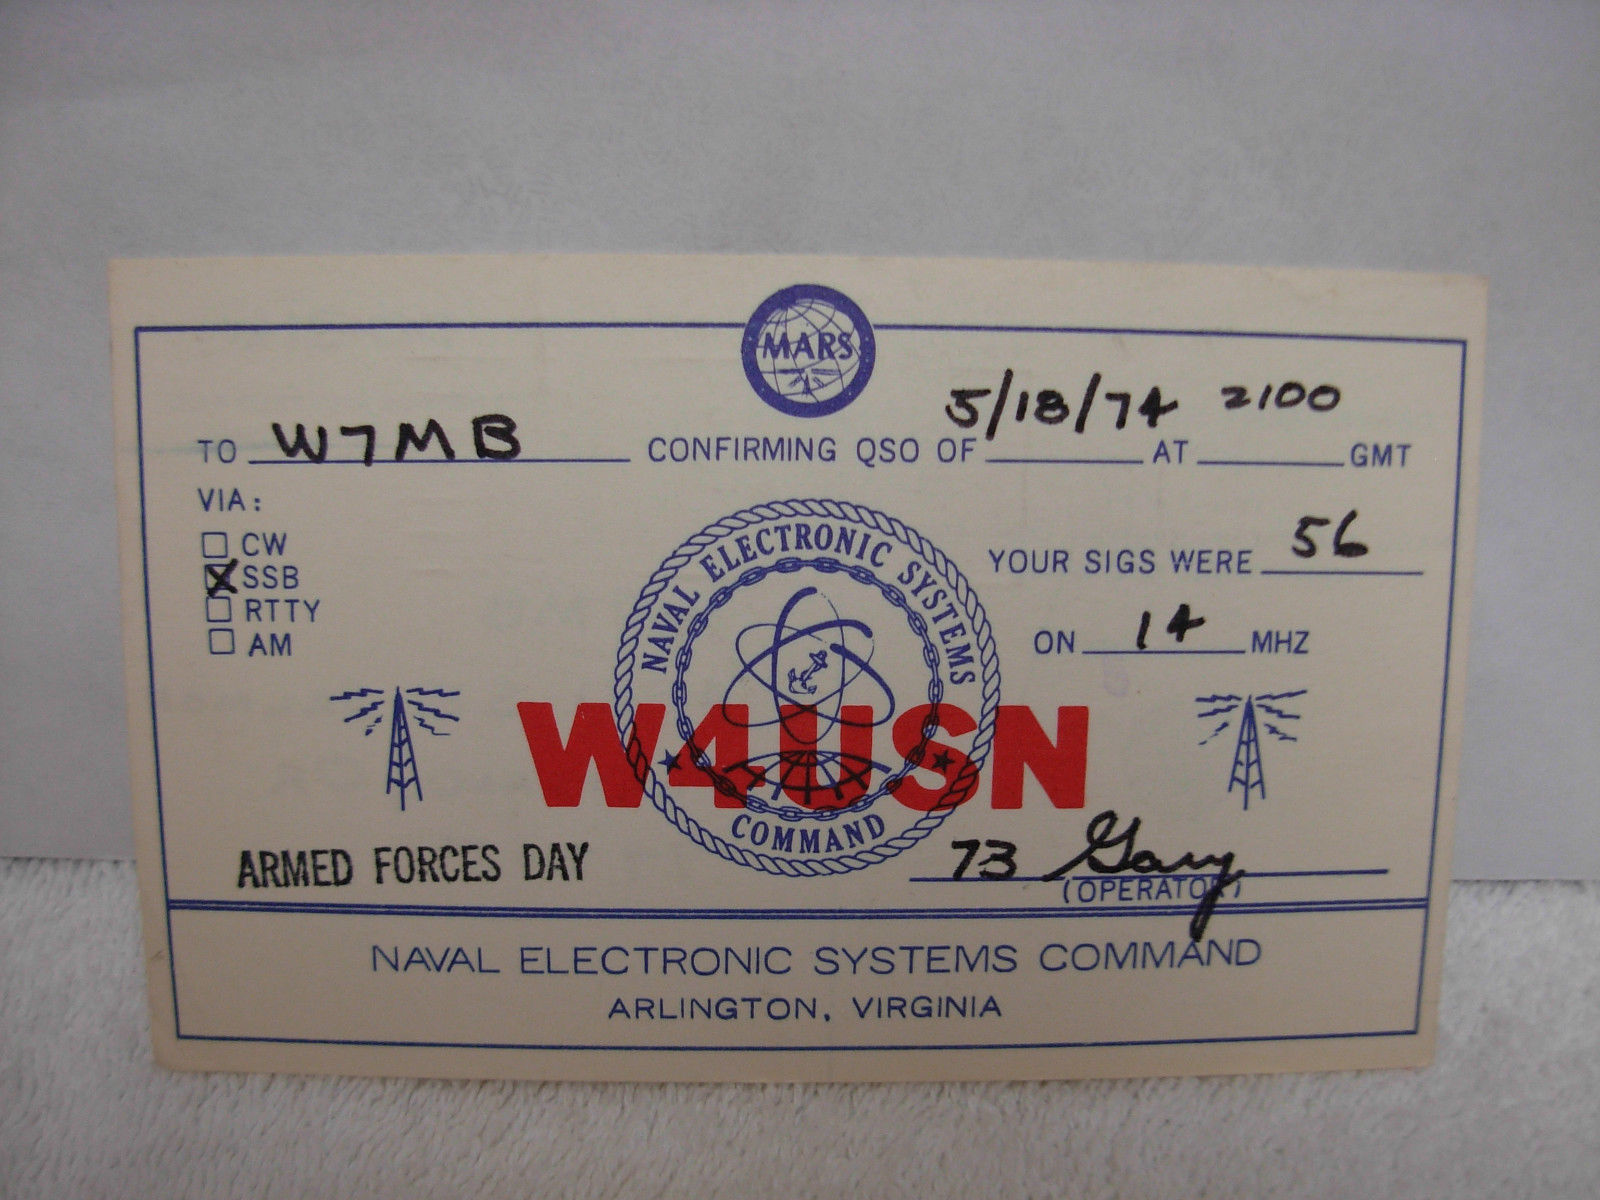 MARS
TO W7MB CONFIRMING QSO OF 5/18/74 AT 2100 GMT
VIA:
CW
X SSB
RTTY
AM
YOUR SIGS WERE 56
ON 14 MHZ
NAVAL ELECTRONIC SYSTEMS
COMMAND
W4USN
ARMED FORCES DAY
73 Gary
(OPERATOR)
NAVAL ELECTRONIC SYSTEMS COMMAND
ARLINGTON, VIRGINIA